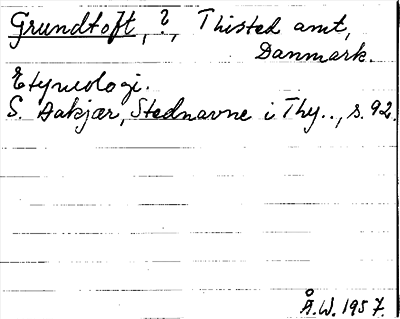 Grundtoft, ?, Thisted amt,
Danmark.
Etymologi.
S. Aakjær, Stednavne i Thy.., s. 92.
Å.W. 1957.